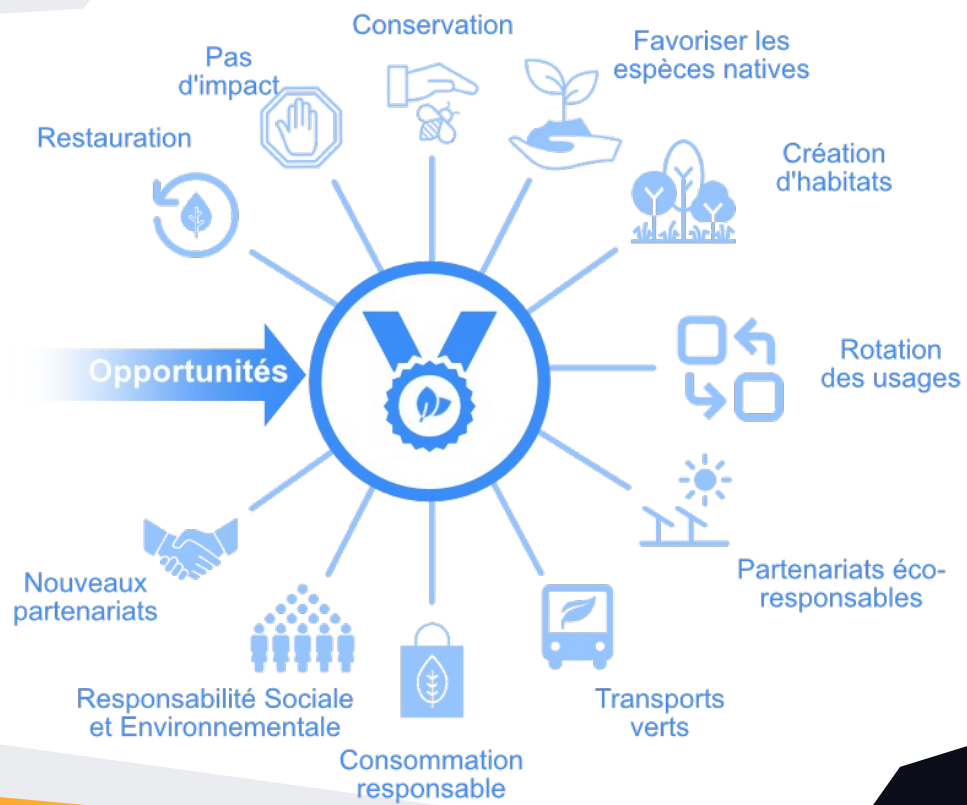 Conservation
Pas
d'impact
Favoriser les
espèces natives
Restauration
Création
d'habitats
Opportunités
Rotation
des usages
Nouveaux
partenariats
Partenariats éco-
responsables
Responsabilité Sociale
et Environnementale
Transports
verts
Consommation
responsable